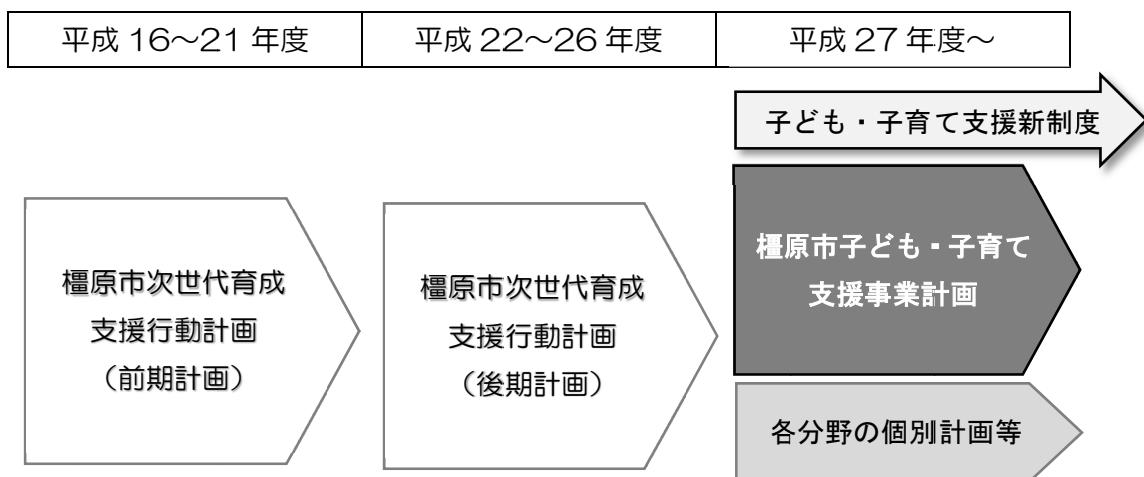 平成 16~21 年度
平成 22~26 年度
平成 27 年度~
子ども・子育て支援新制度
橿原市次世代育成
支援行動計画
(前期計画)
橿原市次世代育成
支援行動計画
(後期計画)
橿原市子ども・子育て
支援事業計画
各分野の個別計画等